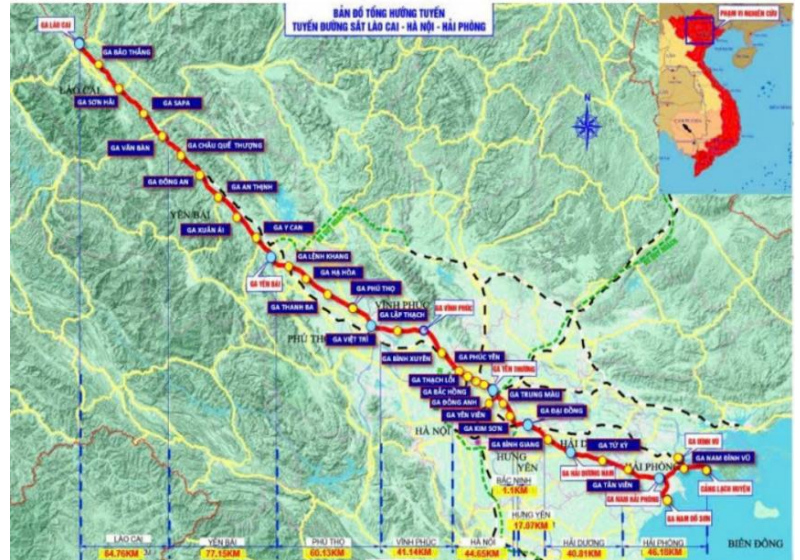 BẢN ĐỒ TỔNG HƯỚNG TUYẾN
TUYẾN ĐƯỜNG SẮT LÀO CAI - HÀ NỘI - HẢI PHÒNG
PHẠM VI NGHIÊN CỨU
GA LÀO CAI
GA BẢO THẮNG
LÀO CAI
GA SƠN HẢI
GA SAPA
N
GA VĂN BÀN
GA CHÂU QUẾ THƯỢNG
GA ĐÔNG AN
GA AN THỊNH
YÊN BÁI
GA XUÂN ÁI
GA Y CAN
GA LỆNH KHANG
GA YÊN BÁI
GA HẠ HÒA
GA PHÚ THỌ
GA THANH BA
VĨNH PHÚC
GA VĨNH PHÚC
GA LẬP THẠCH
PHÚ THỌ
GA VIỆT TRÌ
GA BÌNH XUYÊN
GA PHÚC YÊN
GA YÊN THƯỜNG
GA THẠCH LỖI
GA BẮC HỒNG
GA TRUNG MÀU
GA ĐÔNG ANH
GA ĐẠI ĐỒNG
GA YÊN VIÊN
GA KIM SƠN
HÀ NỘI
GA BÌNH GIANG
HẢI D
GA TỨ KỲ
GA ĐÌNH VŨ
HƯNG
YÊN
GA HẢI DƯƠNG NAM
HẢI PHÒNG
GA NAM ĐÌNH VŨ
GA TÂN VIÊN
CẢNG LẠCH HUYỆN
BẮC NINH
1.1KM
GA NAM HẢI PHÒNG
GA NAM ĐỒ SƠN
HƯNG YÊN
17.07KM
LÀO CAI
YÊN BÁI
PHÚ THỌ
VĨNH PHÚC
HÀ NỘI
HẢI DƯƠNG
HẢI PHÒNG
BIỂN ĐÔNG
64.76KM
77.15KM
60.13KM
41.14KM
44.65KM
40.81KM
46.15KM